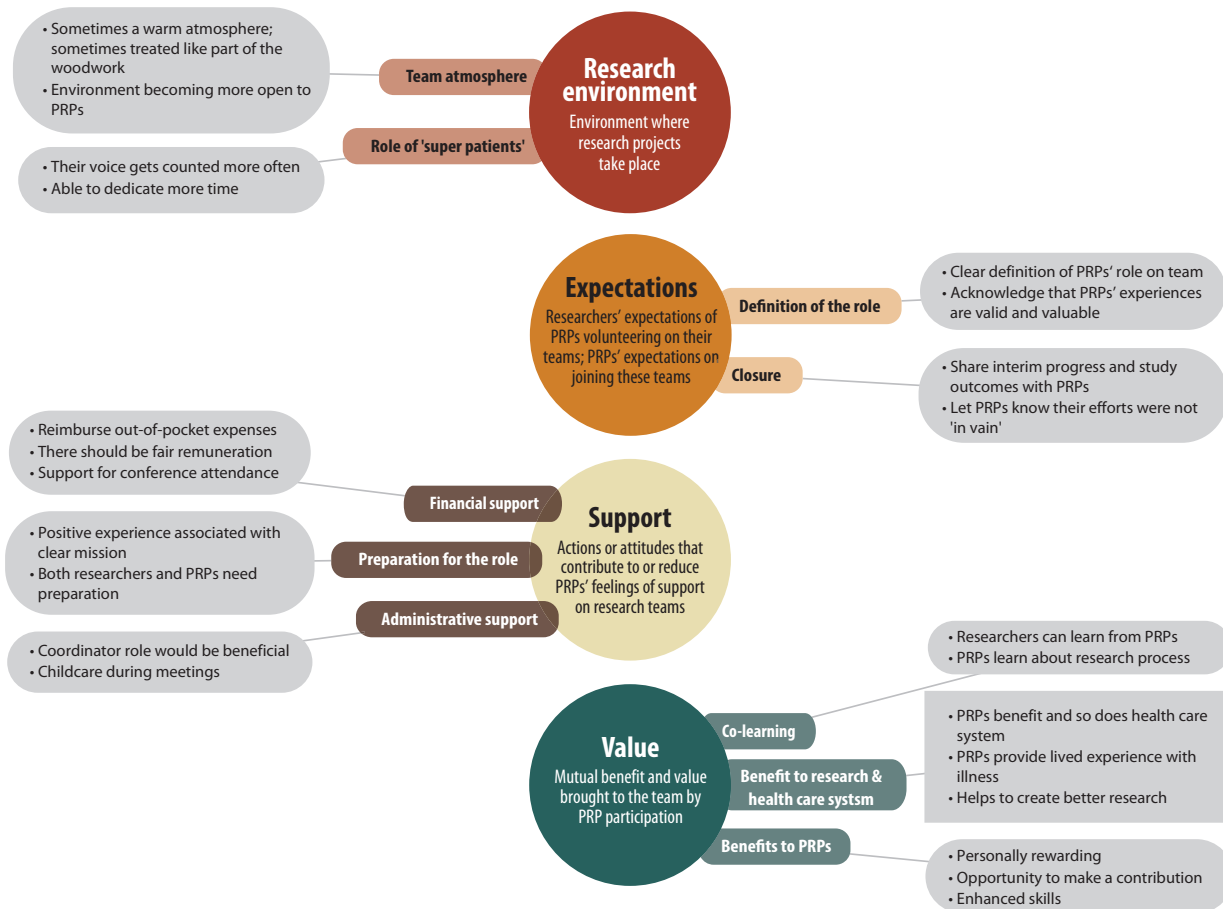 • Sometimes a warm atmosphere;
sometimes treated like part of the
woodwork
• Environment becoming more open to
PRPs
Team atmosphere
Research
environment
Environment where
research projects
take place
Role of 'super patients'
• Their voice gets counted more often
• Able to dedicate more time
Expectations
Researchers' expectations of
PRPs volunteering on their
teams; PRPs' expectations on
joining these teams
Definition of the role
• Clear definition of PRPs' role on team
• Acknowledge that PRPs' experiences
are valid and valuable
Closure
• Share interim progress and study
outcomes with PRPs
• Let PRPs know their efforts were not
'in vain'
• Reimburse out-of-pocket expenses
• There should be fair remuneration
• Support for conference attendance
Financial support
Support
Actions or attitudes that
contribute to or reduce
PRPs' feelings of support
on research teams
• Positive experience associated with
clear mission
• Both researchers and PRPs need
preparation
Preparation for the role
Administrative support
• Coordinator role would be beneficial
• Childcare during meetings
Value
Mutual benefit and value
brought to the team by
PRP participation
Co-learning
• Researchers can learn from PRPs
• PRPs learn about research process
Benefit to research &
health care systsm
• PRPs benefit and so does health care
system
• PRPs provide lived experience with
illness
• Helps to create better research
Benefits to PRPs
• Personally rewarding
• Opportunity to make a contribution
• Enhanced skills